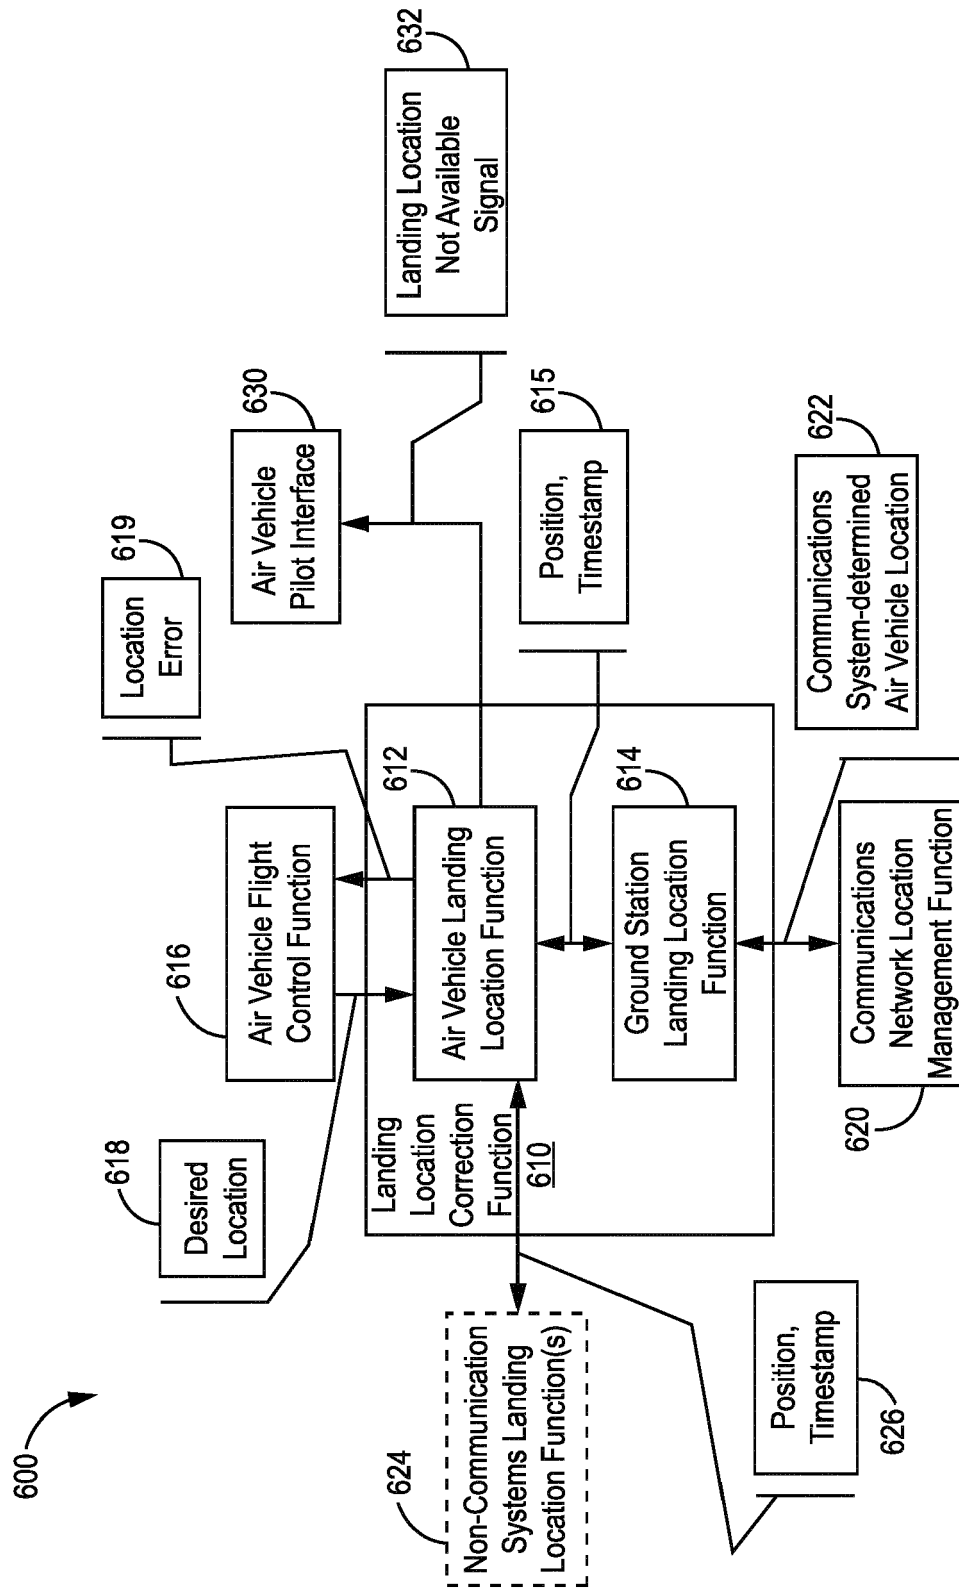 600
618
Desired
Location
616
Air Vehicle Flight
Control Function
Location
Error
619
Air Vehicle
Pilot Interface
630
Landing Location
Not Available
Signal
632
624
Non-Communication
Systems Landing
Location Function(s)
Landing
Location
Correction
Function
610
Air Vehicle Landing
Location Function
612
Position,
Timestamp
615
Ground Station
Landing Location
Function
614
Position,
Timestamp
626
620
Communications
Network Location
Management Function
Communications
System-determined
Air Vehicle Location
622